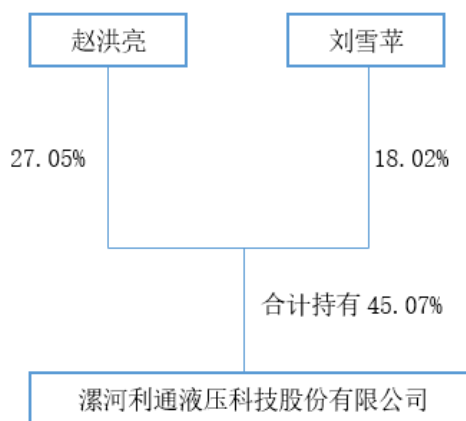 赵洪亮
刘雪苹
27.05%
18.02%
合计持有 45.07%
漯河利通液压科技股份有限公司